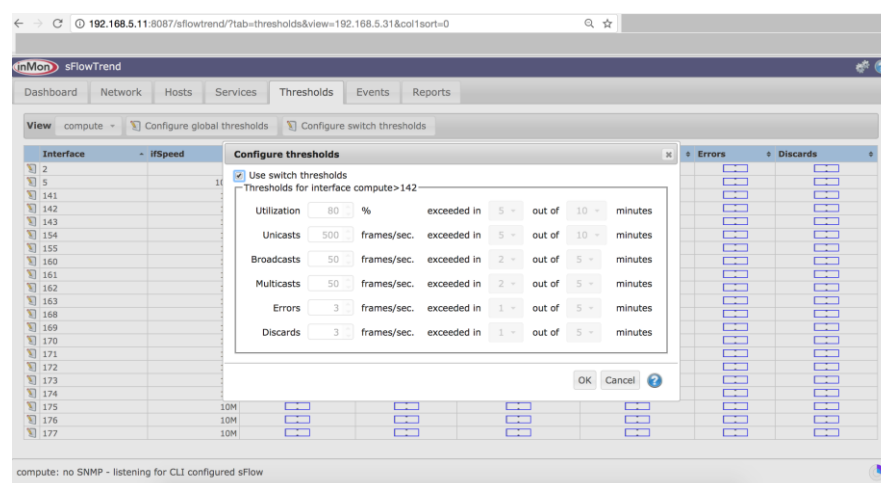 192.168.5.11:8087/sflowtrend/?tab=thresholds&view=192.168.5.31&col1sort=0
inMon sFlowTrend
Dashboard Network Hosts Services Thresholds Events Reports
View compute Configure global thresholds Configure switch thresholds
Interface ifSpeed Errors Discards
Configure thresholds
Use switch thresholds
Thresholds for interface compute>142
Utilization 80 % exceeded in 5 out of 10 minutes
Unicasts 500 frames/sec. exceeded in 5 out of 10 minutes
Broadcasts 50 frames/sec. exceeded in 2 out of 5 minutes
Multicasts 50 frames/sec. exceeded in 2 out of 5 minutes
Errors 3 frames/sec. exceeded in 1 out of 5 minutes
Discards 3 frames/sec. exceeded in 1 out of 5 minutes
OK Cancel ?
2
5
141
142
143
154
155
160
161
162
163
168
169
170
171
172
173
174
175 10M
176 10M
177 10M
compute: no SNMP - listening for CLI configured sFlow